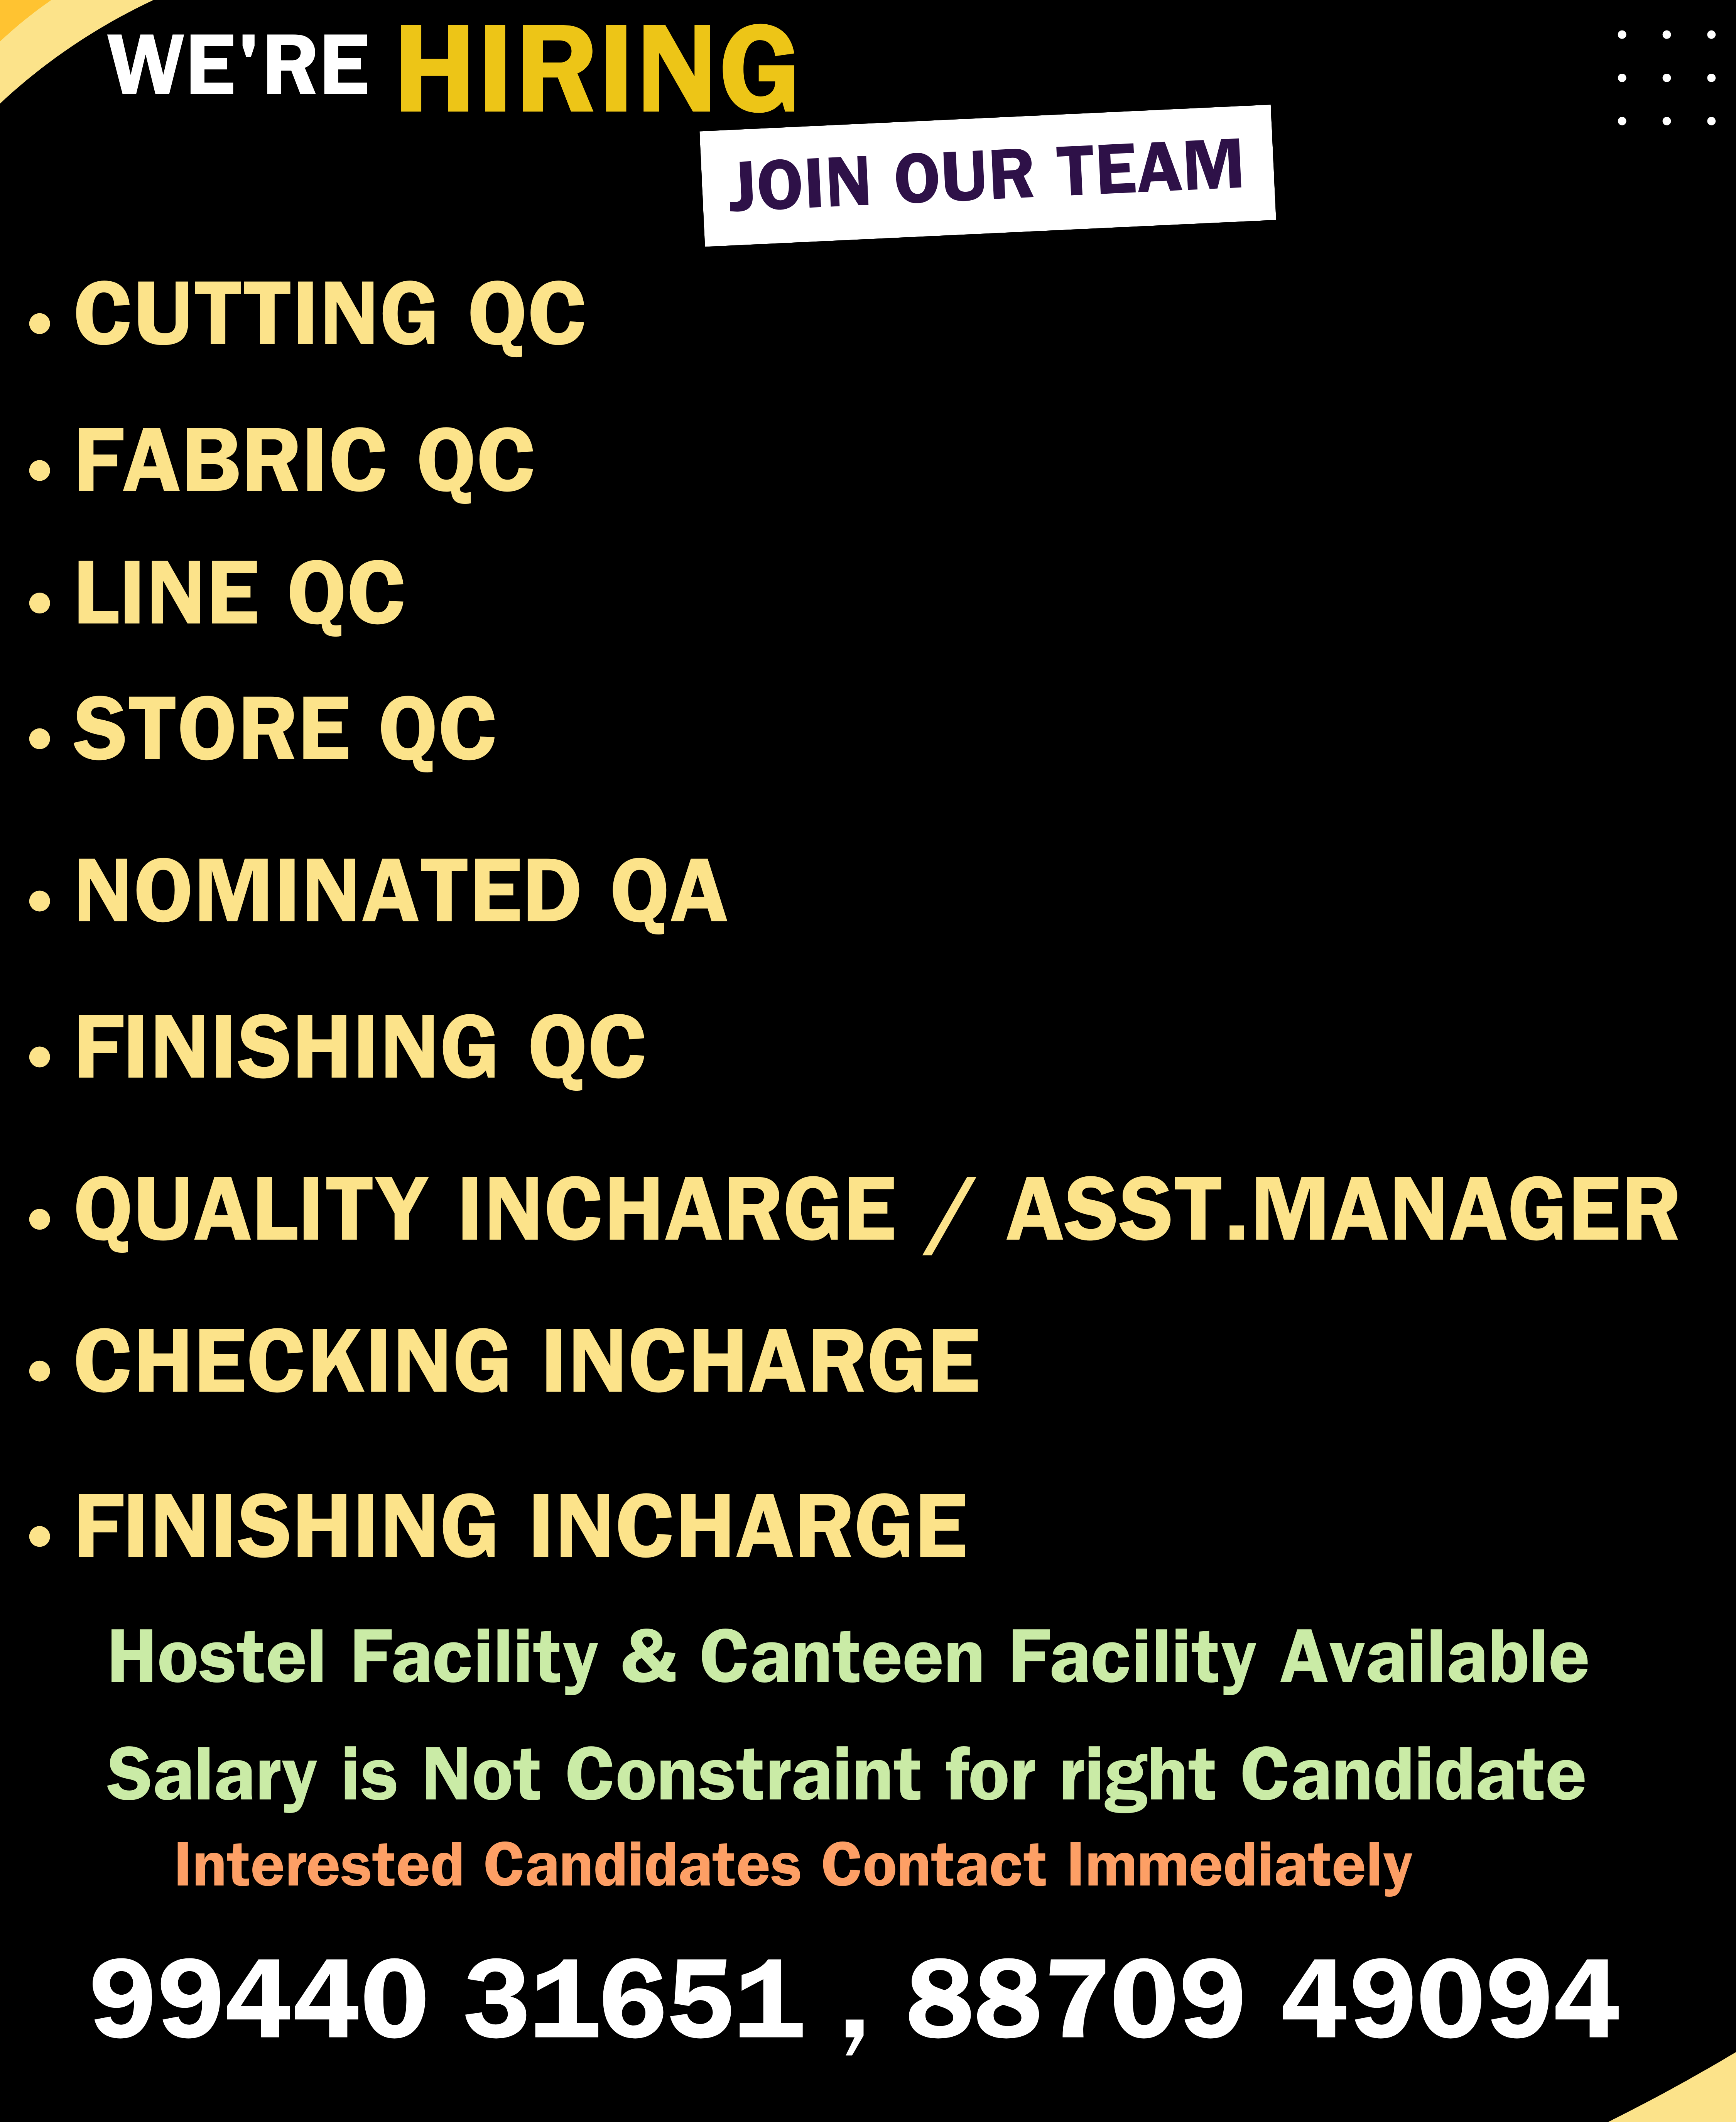 WE'RE HIRING
JOIN OUR TEAM
• CUTTING QC
• FABRIC QC
• LINE QC
• STORE QC
• NOMINATED QA
• FINISHING QC
• QUALITY INCHARGE / ASST.MANAGER
• CHECKING INCHARGE
• FINISHING INCHARGE
Hostel Facility & Canteen Facility Available
Salary is Not Constraint for right Candidate
Interested Candidates Contact Immediately
99440 31651 , 88709 49094